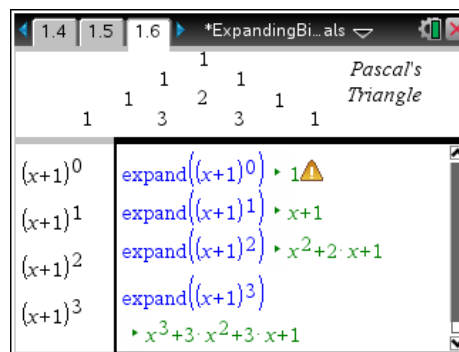 1.4 1.5 1.6 *ExpandingBi…als
1
1 1 Pascal's
1 2 1 Triangle
1 3 3 1
(x+1)^0 expand((x+1)^0) ▸ 1
(x+1)^1 expand((x+1)^1) ▸ x+1
(x+1)^2 expand((x+1)^2) ▸ x^2+2·x+1
(x+1)^3 expand((x+1)^3)
▸ x^3+3·x^2+3·x+1